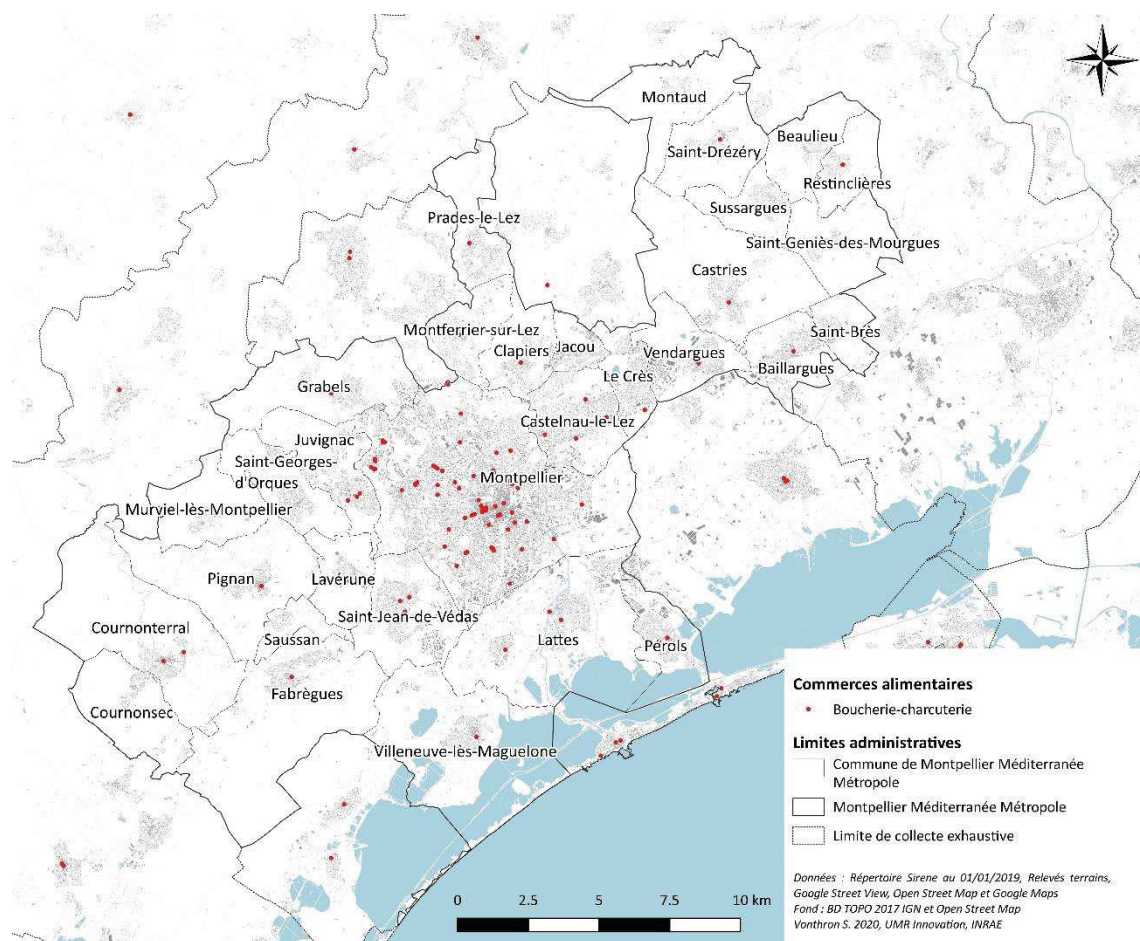 Montaud
Beaulieu
Saint-Drézéry
Restinclières
Sussargues
Prades-le-Lez
Saint-Geniès-des-Mourgues
Castries
Montferrier-sur-Lez
Saint-Brès
Jacou
Clapiers
Vendargues
Baillargues
Le Crès
Grabels
Castelnau-le-Lez
Juvignac
Saint-Georges-
d'Orques
Montpellier
Murviel-lès-Montpellier
Pignan
Lavérune
Saint-Jean-de-Védas
Cournonterral
Saussan
Lattes
Pérols
Fabrègues
Cournonsec
Villeneuve-lès-Maguelone
Commerces alimentaires
Boucherie-charcuterie
Limites administratives
Commune de Montpellier Méditerranée
Métropole
Montpellier Méditerranée Métropole
Limite de collecte exhaustive
Données : Répertoire Sirene au 01/01/2019, Relevés terrains,
Google Street View, Open Street Map et Google Maps
Fond : BD TOPO 2017 IGN et Open Street Map
Vonthron S. 2020, UMR Innovation, INRAE
0 2.5 5 7.5 10 km